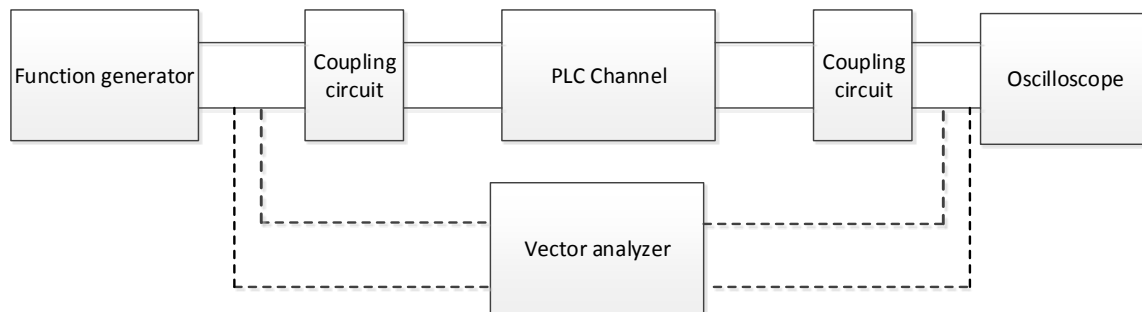 Function generator
Coupling
circuit
PLC Channel
Coupling
circuit
Oscilloscope
Vector analyzer